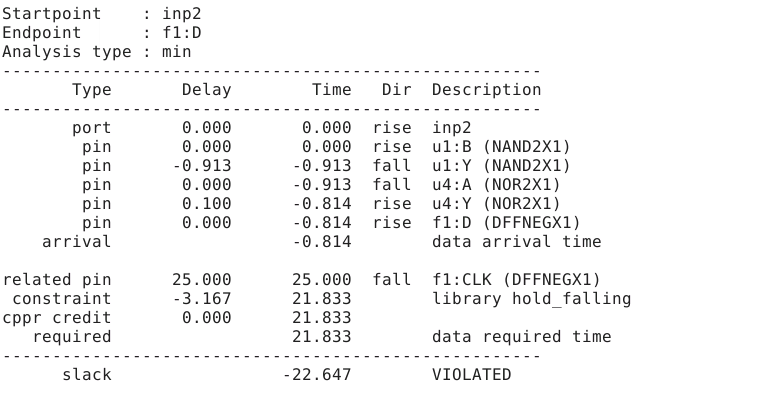 Startpoint    : inp2
Endpoint      : f1:D
Analysis type : min
------------------------------------------------------
       Type       Delay        Time   Dir  Description
------------------------------------------------------
       port       0.000       0.000  rise  inp2
        pin       0.000       0.000  rise  u1:B (NAND2X1)
        pin      -0.913      -0.913  fall  u1:Y (NAND2X1)
        pin       0.000      -0.913  fall  u4:A (NOR2X1)
        pin       0.100      -0.814  rise  u4:Y (NOR2X1)
        pin       0.000      -0.814  rise  f1:D (DFFNEGX1)
    arrival                  -0.814        data arrival time

related pin      25.000      25.000  fall  f1:CLK (DFFNEGX1)
 constraint      -3.167      21.833        library hold_falling
cppr credit       0.000      21.833
   required                  21.833        data required time
------------------------------------------------------
      slack                 -22.647        VIOLATED